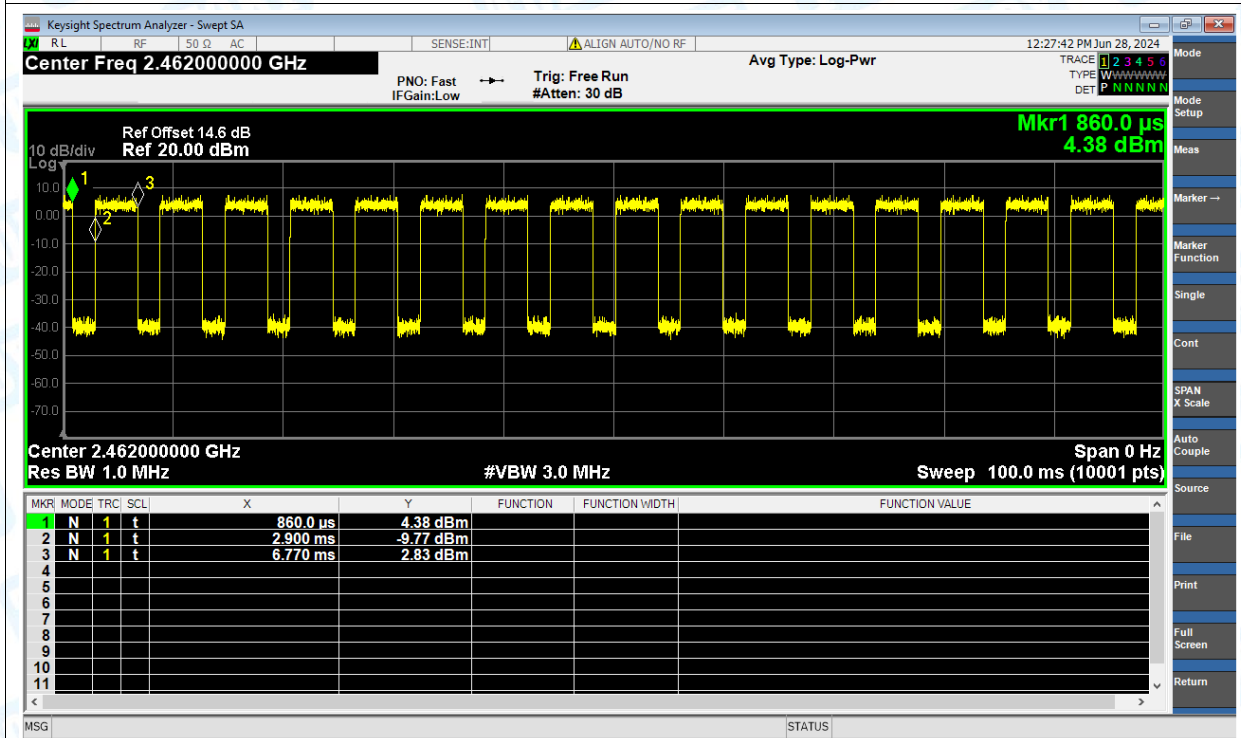 Keysight Spectrum Analyzer - Swept SA
LXI RL RF 50 Ω AC SENSE:INT ALIGN AUTO/NO RF 12:27:42 PM Jun 28, 2024
Center Freq 2.462000000 GHz
PNO: Fast
IFGain:Low
Trig: Free Run
#Atten: 30 dB
Avg Type: Log-Pwr
TRACE 1 2 3 4 5 6
TYPE WWWWWW
DET P N N N N N
Mkr1 860.0 µs
4.38 dBm
Ref Offset 14.6 dB
10 dB/div Ref 20.00 dBm
Log
10.0
0.00
-10.0
-20.0
-30.0
-40.0
-50.0
-60.0
-70.0
1
2
3
Center 2.462000000 GHz Span 0 Hz
Res BW 1.0 MHz #VBW 3.0 MHz Sweep 100.0 ms (10001 pts)
MKR MODE TRC SCL X Y FUNCTION FUNCTION WIDTH FUNCTION VALUE
1 N 1 t 860.0 µs 4.38 dBm
2 N 1 t 2.900 ms -9.77 dBm
3 N 1 t 6.770 ms 2.83 dBm
4
5
6
7
8
9
10
11
MSG STATUS
Mode
Mode
Setup
Meas
Marker →
Marker
Function
Single
Cont
SPAN
X Scale
Auto
Couple
Source
File
Print
Full
Screen
Return